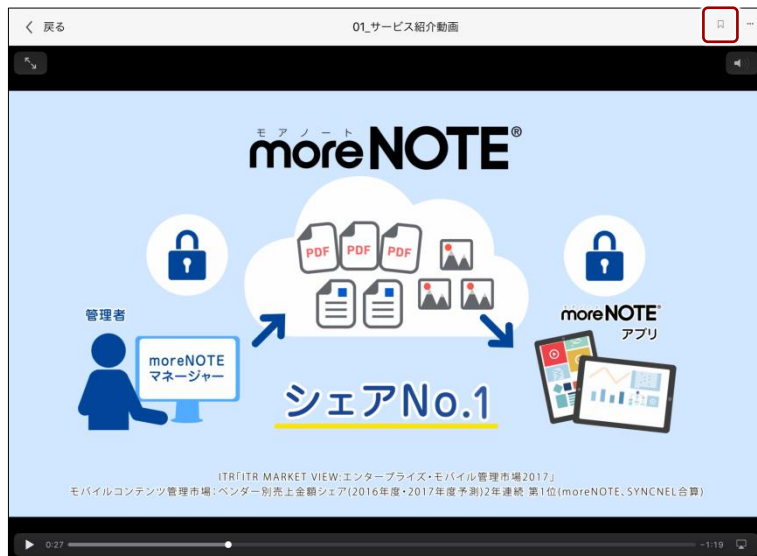 戻る
01_サービス紹介動画
モアノート
moreNOTE®
PDF PDF PDF
管理者
moreNOTE
マネージャー
moreNOTE®
アプリ
シェアNo.1
ITR「ITR MARKET VIEW:エンタープライズ・モバイル管理市場2017」
モバイルコンテンツ管理市場:ベンダー別売上金額シェア(2016年度・2017年度予測)2年連続 第1位(moreNOTE、SYNCNEL合算)
0:27
-1:19